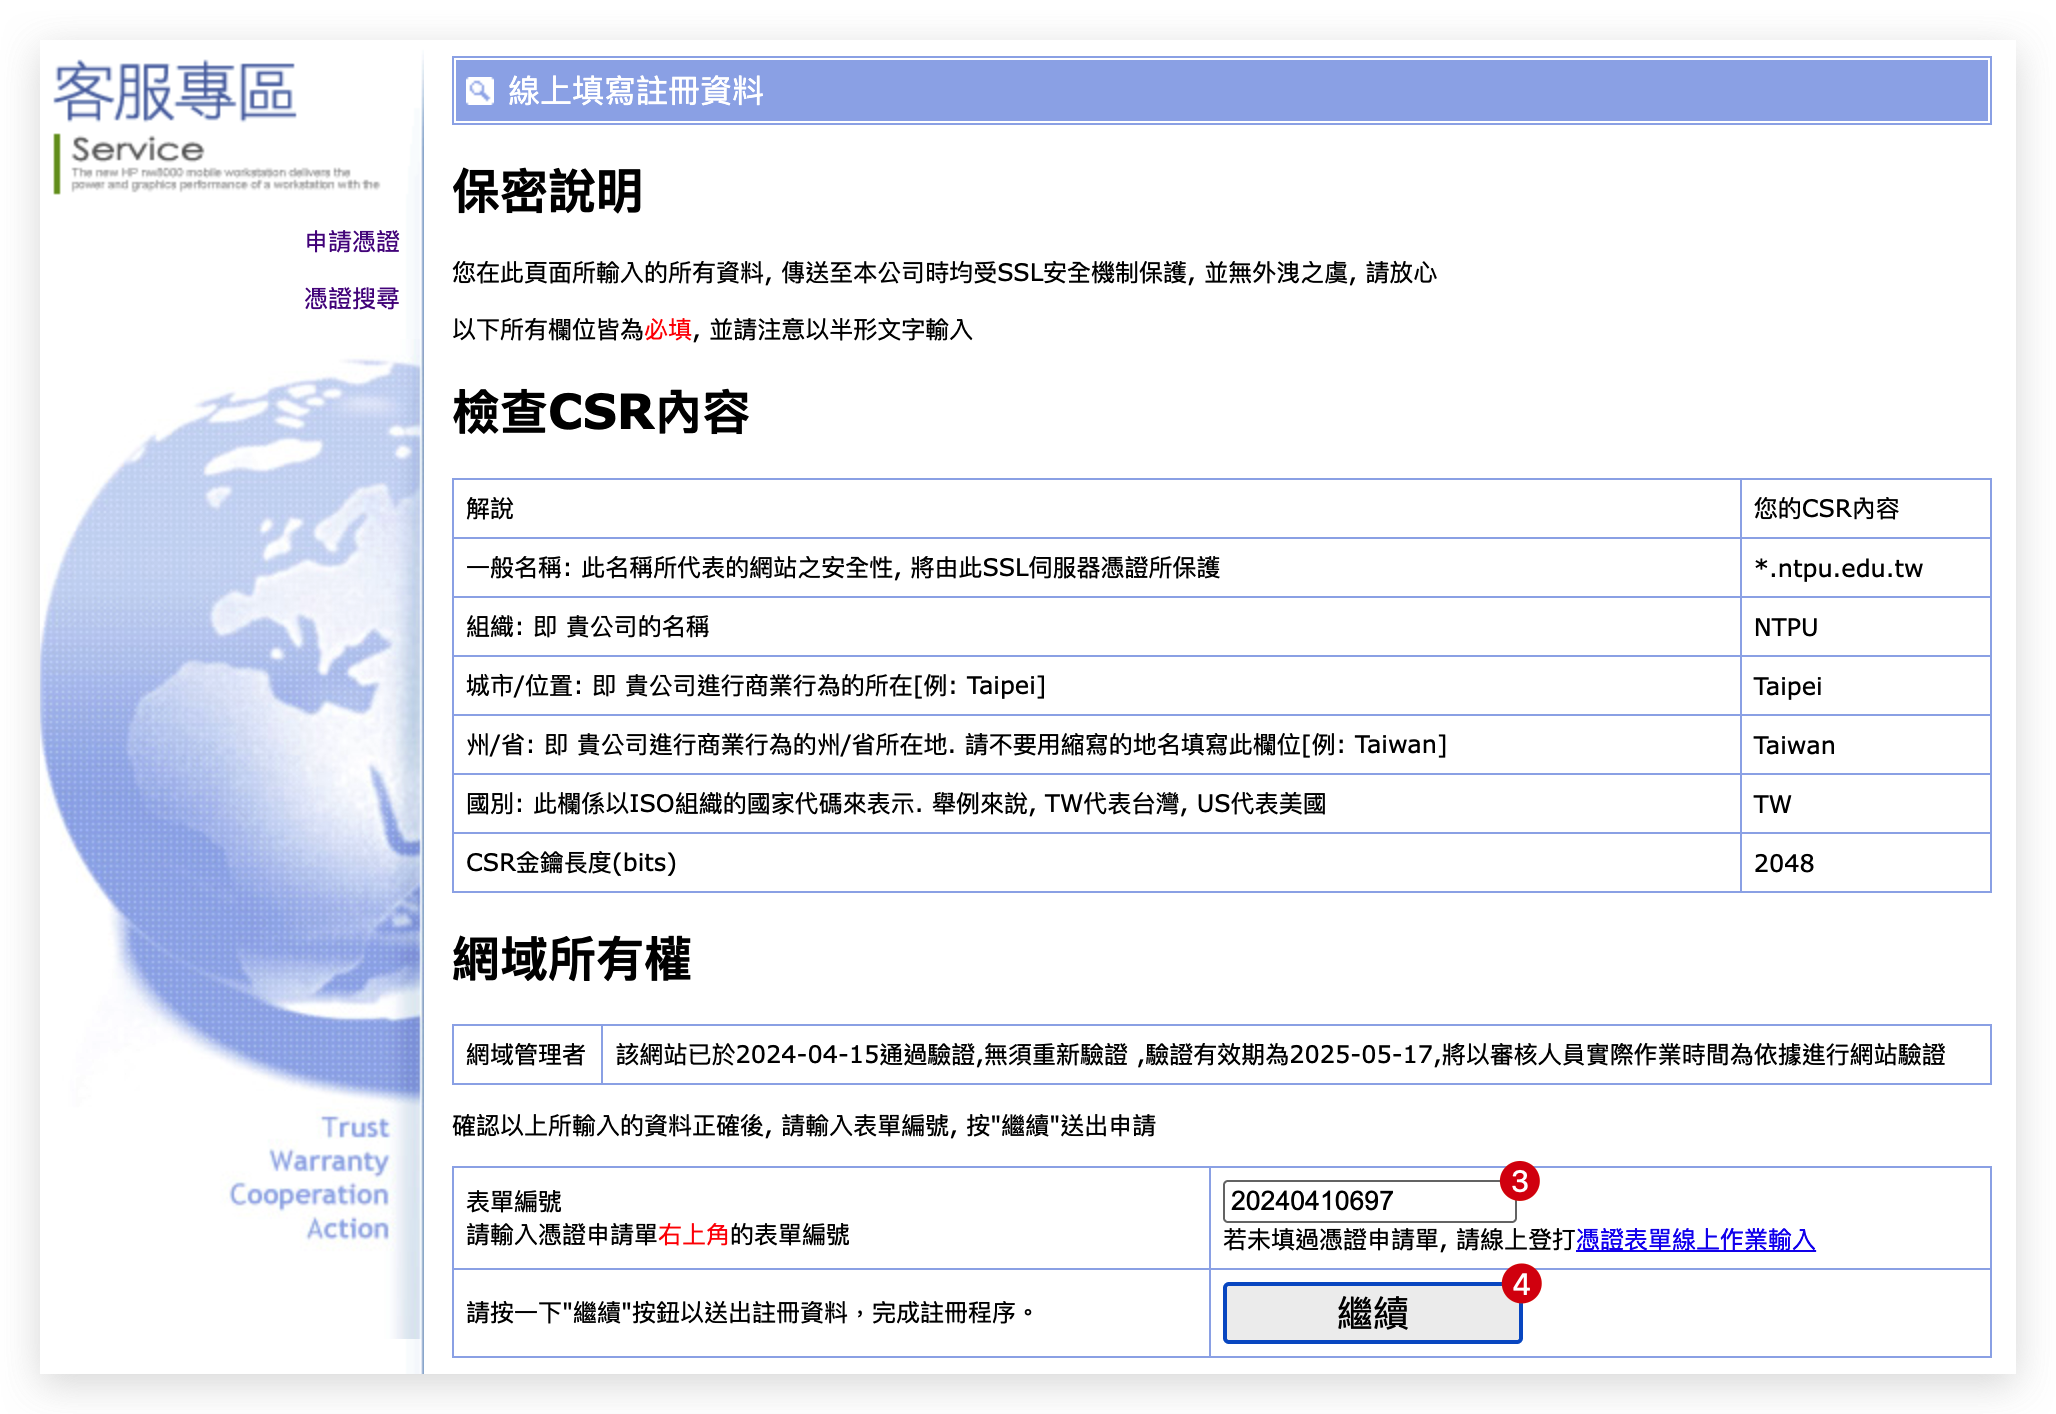 客服專區
Service
The new HP nw8000 mobile workstation delivers the
power and graphics performance of a workstation with the
申請憑證
憑證搜尋
Trust
Warranty
Cooperation
Action
線上填寫註冊資料
保密說明
您在此頁面所輸入的所有資料, 傳送至本公司時均受SSL安全機制保護, 並無外洩之虞, 請放心
以下所有欄位皆為必填, 並請注意以半形文字輸入
檢查CSR內容
解說 您的CSR內容
一般名稱: 此名稱所代表的網站之安全性, 將由此SSL伺服器憑證所保護 *.ntpu.edu.tw
組織: 即 貴公司的名稱 NTPU
城市/位置: 即 貴公司進行商業行為的所在[例: Taipei] Taipei
州/省: 即 貴公司進行商業行為的州/省所在地. 請不要用縮寫的地名填寫此欄位[例: Taiwan] Taiwan
國別: 此欄係以ISO組織的國家代碼來表示. 舉例來說, TW代表台灣, US代表美國 TW
CSR金鑰長度(bits) 2048
網域所有權
網域管理者 該網站已於2024-04-15通過驗證,無須重新驗證 ,驗證有效期為2025-05-17,將以審核人員實際作業時間為依據進行網站驗證
確認以上所輸入的資料正確後, 請輸入表單編號, 按"繼續"送出申請
表單編號
請輸入憑證申請單右上角的表單編號
20240410697 3
若未填過憑證申請單, 請線上登打憑證表單線上作業輸入
請按一下"繼續"按鈕以送出註冊資料，完成註冊程序。
繼續 4